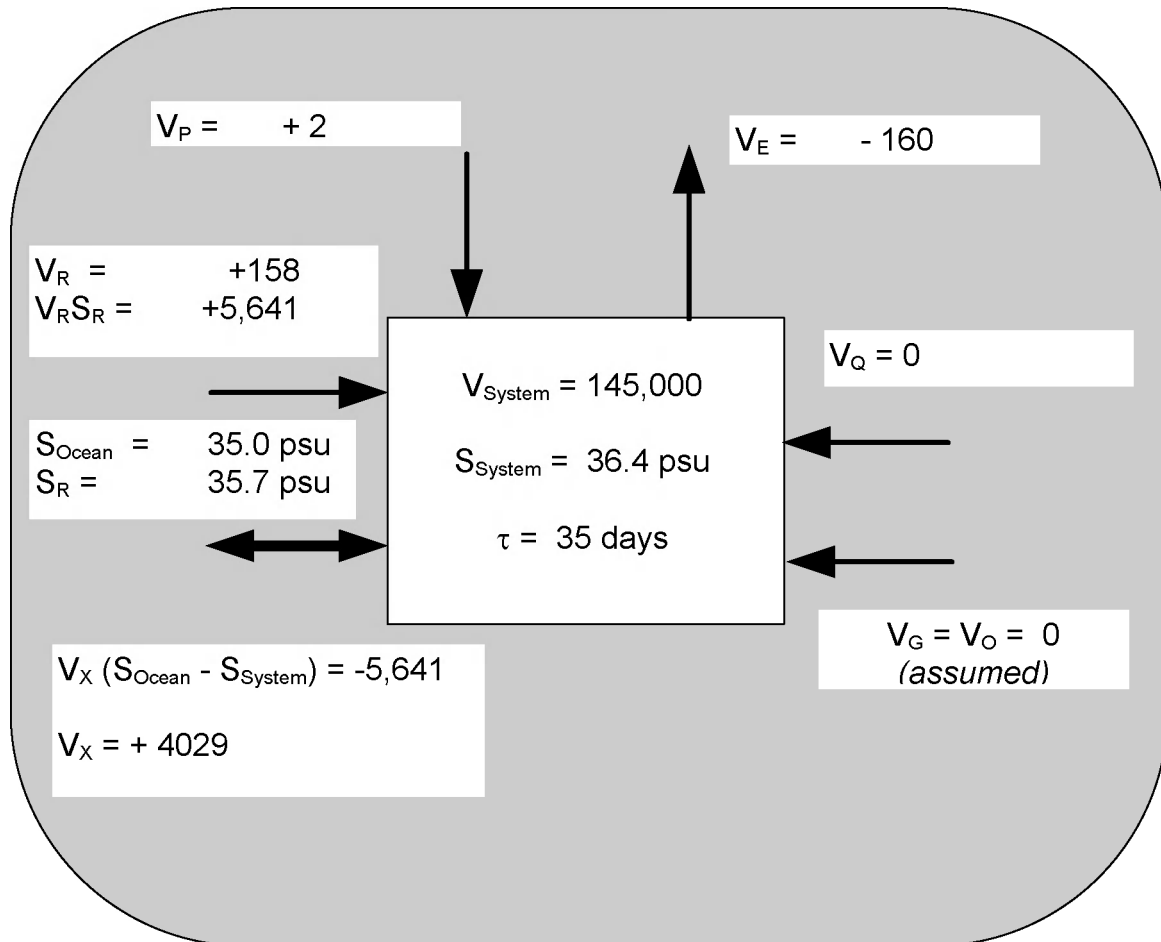 V_P = + 2
V_E = - 160
V_R = +158
V_RS_R = +5,641
V_System = 145,000
V_Q = 0
S_Ocean = 35.0 psu
S_R = 35.7 psu
S_System = 36.4 psu
τ = 35 days
V_G = V_O = 0
(assumed)
V_X (S_Ocean - S_System) = -5,641
V_X = + 4029